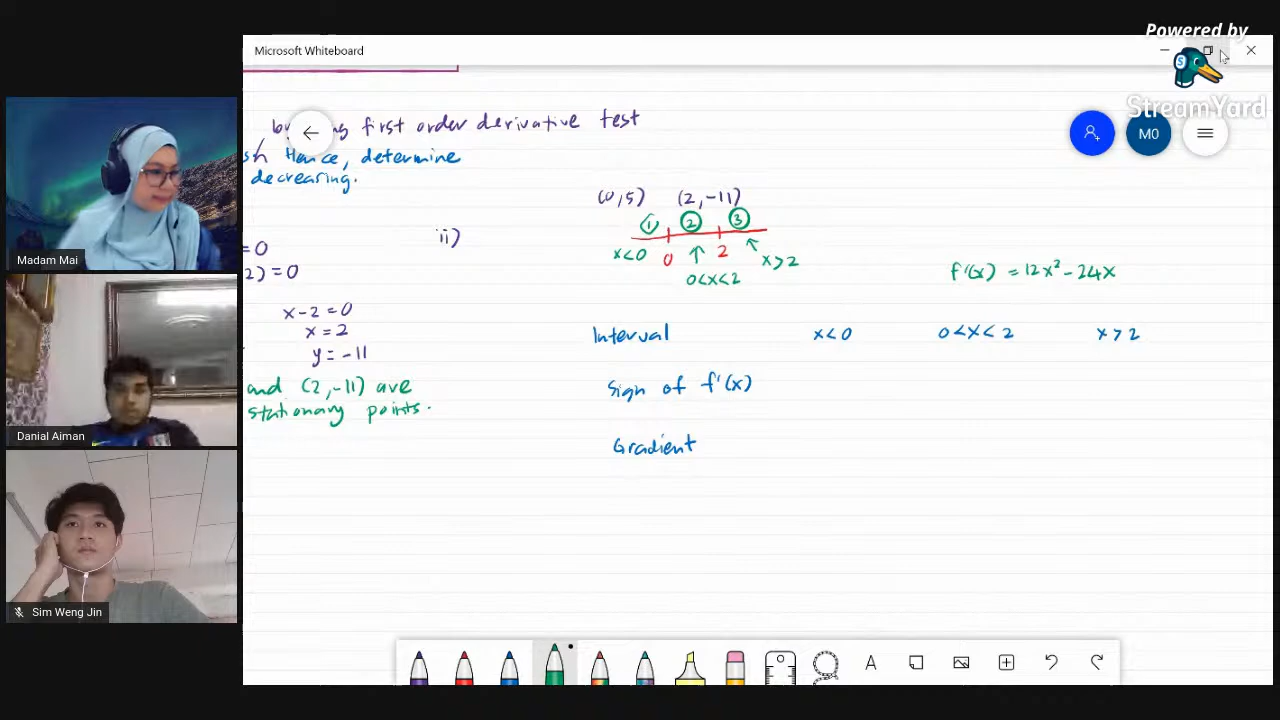 Powered by
StreamYard
Microsoft Whiteboard
first order derivative test
Hence, determine
decreasing.
(0,5) (2,-11)
① ② ③
ii)
= 0
x<0 0 2 x>2
2) = 0
0<x<2
f'(x) = 12x² - 24x
x-2 = 0
x = 2
y = -11
Interval x<0 0<x<2 x>2
and (2,-11) are
stationary points.
Sign of f'(x)
Gradient
M0
A
Madam Mai
Danial Aiman
Sim Weng Jin